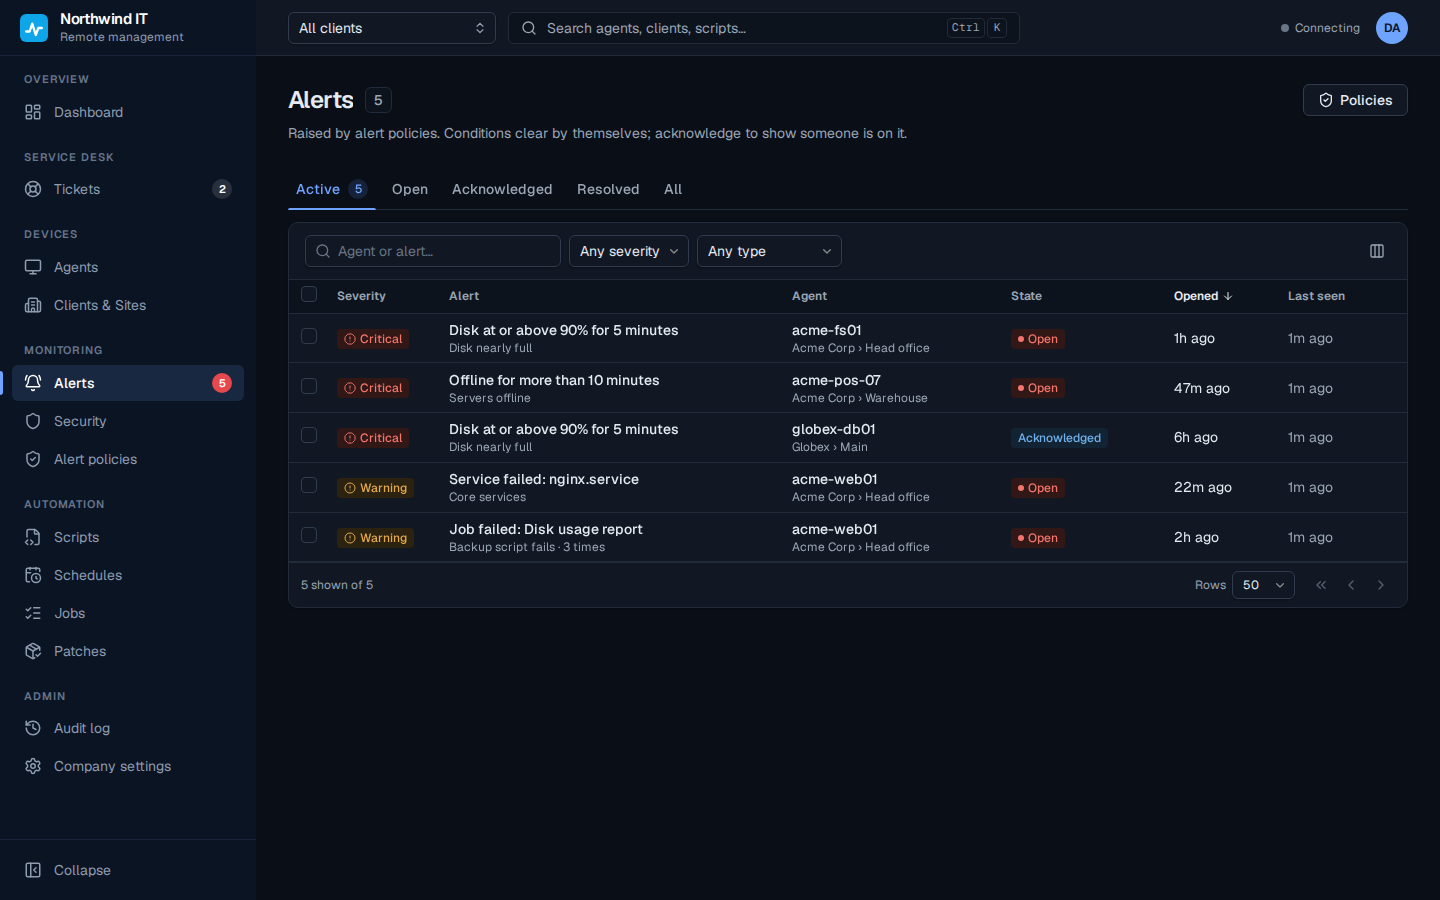 Northwind IT
Remote management
All clients
Search agents, clients, scripts...
Ctrl K
Connecting
DA
OVERVIEW
Dashboard
SERVICE DESK
Tickets 2
DEVICES
Agents
Clients & Sites
MONITORING
Alerts 5
Security
Alert policies
AUTOMATION
Scripts
Schedules
Jobs
Patches
ADMIN
Audit log
Company settings
Collapse
Alerts 5
Policies
Raised by alert policies. Conditions clear by themselves; acknowledge to show someone is on it.
Active 5 Open Acknowledged Resolved All
Agent or alert... Any severity Any type
Severity Alert Agent State Opened ↓ Last seen
Critical Disk at or above 90% for 5 minutes acme-fs01 Open 1h ago 1m ago
Disk nearly full Acme Corp › Head office
Critical Offline for more than 10 minutes acme-pos-07 Open 47m ago 1m ago
Servers offline Acme Corp › Warehouse
Critical Disk at or above 90% for 5 minutes globex-db01 Acknowledged 6h ago 1m ago
Disk nearly full Globex › Main
Warning Service failed: nginx.service acme-web01 Open 22m ago 1m ago
Core services Acme Corp › Head office
Warning Job failed: Disk usage report acme-web01 Open 2h ago 1m ago
Backup script fails · 3 times Acme Corp › Head office
5 shown of 5 Rows 50